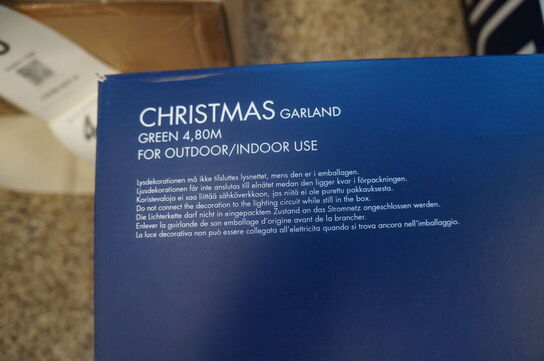 CHRISTMAS GARLAND
GREEN 4,80M
FOR OUTDOOR/INDOOR USE
Lysdekorationen må ikke tilsluttes lysnettet, mens den er i emballagen.
Ljusdekorationen får inte anslutas till elnätet medan den ligger kvar i förpackningen.
Koristevaloja ei saa liittää sähköverkkoon, jos niitä ei ole purettu pakkauksesta.
Do not connect the decoration to the lighting circuit while still in the box.
Die Lichterkette darf nicht in eingepacktem Zustand an das Stromnetz angeschlossen werden.
Enlever la guirlande de son emballage d'origine avant de la brancher.
La luce decorativa non può essere collegata all'elettricita quando si trova ancora nell'imballaggio.